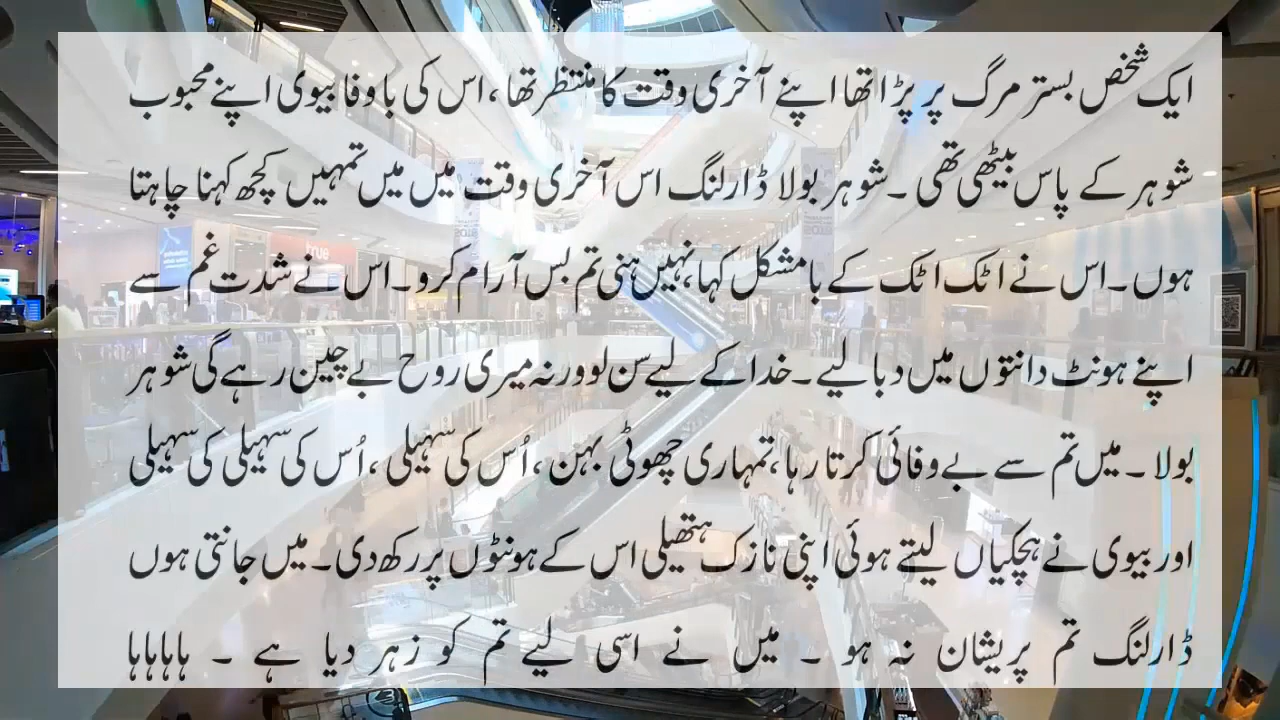 ایک شخص بستر مرگ پر پڑا تھا اپنے آخری وقت کا منتظر تھا، اس کی باوفا بیوی اپنے محبوب
شوہر کے پاس بیٹھی تھی ۔ شوہر بولا ڈارلنگ اس آخری وقت میں میں تمہیں کچھ کہنا چاہتا
ہوں۔ اس نے اٹک اٹک کے با مشکل کہا، نہیں ہنی تم بس آرام کرو۔ اس نے شدت غم سے
اپنے ہونٹ دانتوں میں دبا لیے ۔ خدا کے لیے سن لو ورنہ میری روح بے چین رہے گی شوہر
بولا ۔ میں تم سے بے وفائی کرتا رہا، تمہاری چھوٹی بہن، اُس کی سہیلی ، اُس کی سہیلی کی سہیلی
اور بیوی نے ہچکیاں لیتے ہوئی اپنی نازک ہتھیلی اس کے ہونٹوں پر رکھ دی۔ میں جانتی ہوں
ڈارلنگ تم پریشان نہ ہو ۔ میں نے اسی لیے تم کو زہر دیا ہے ۔ ہاہاہاہا
true